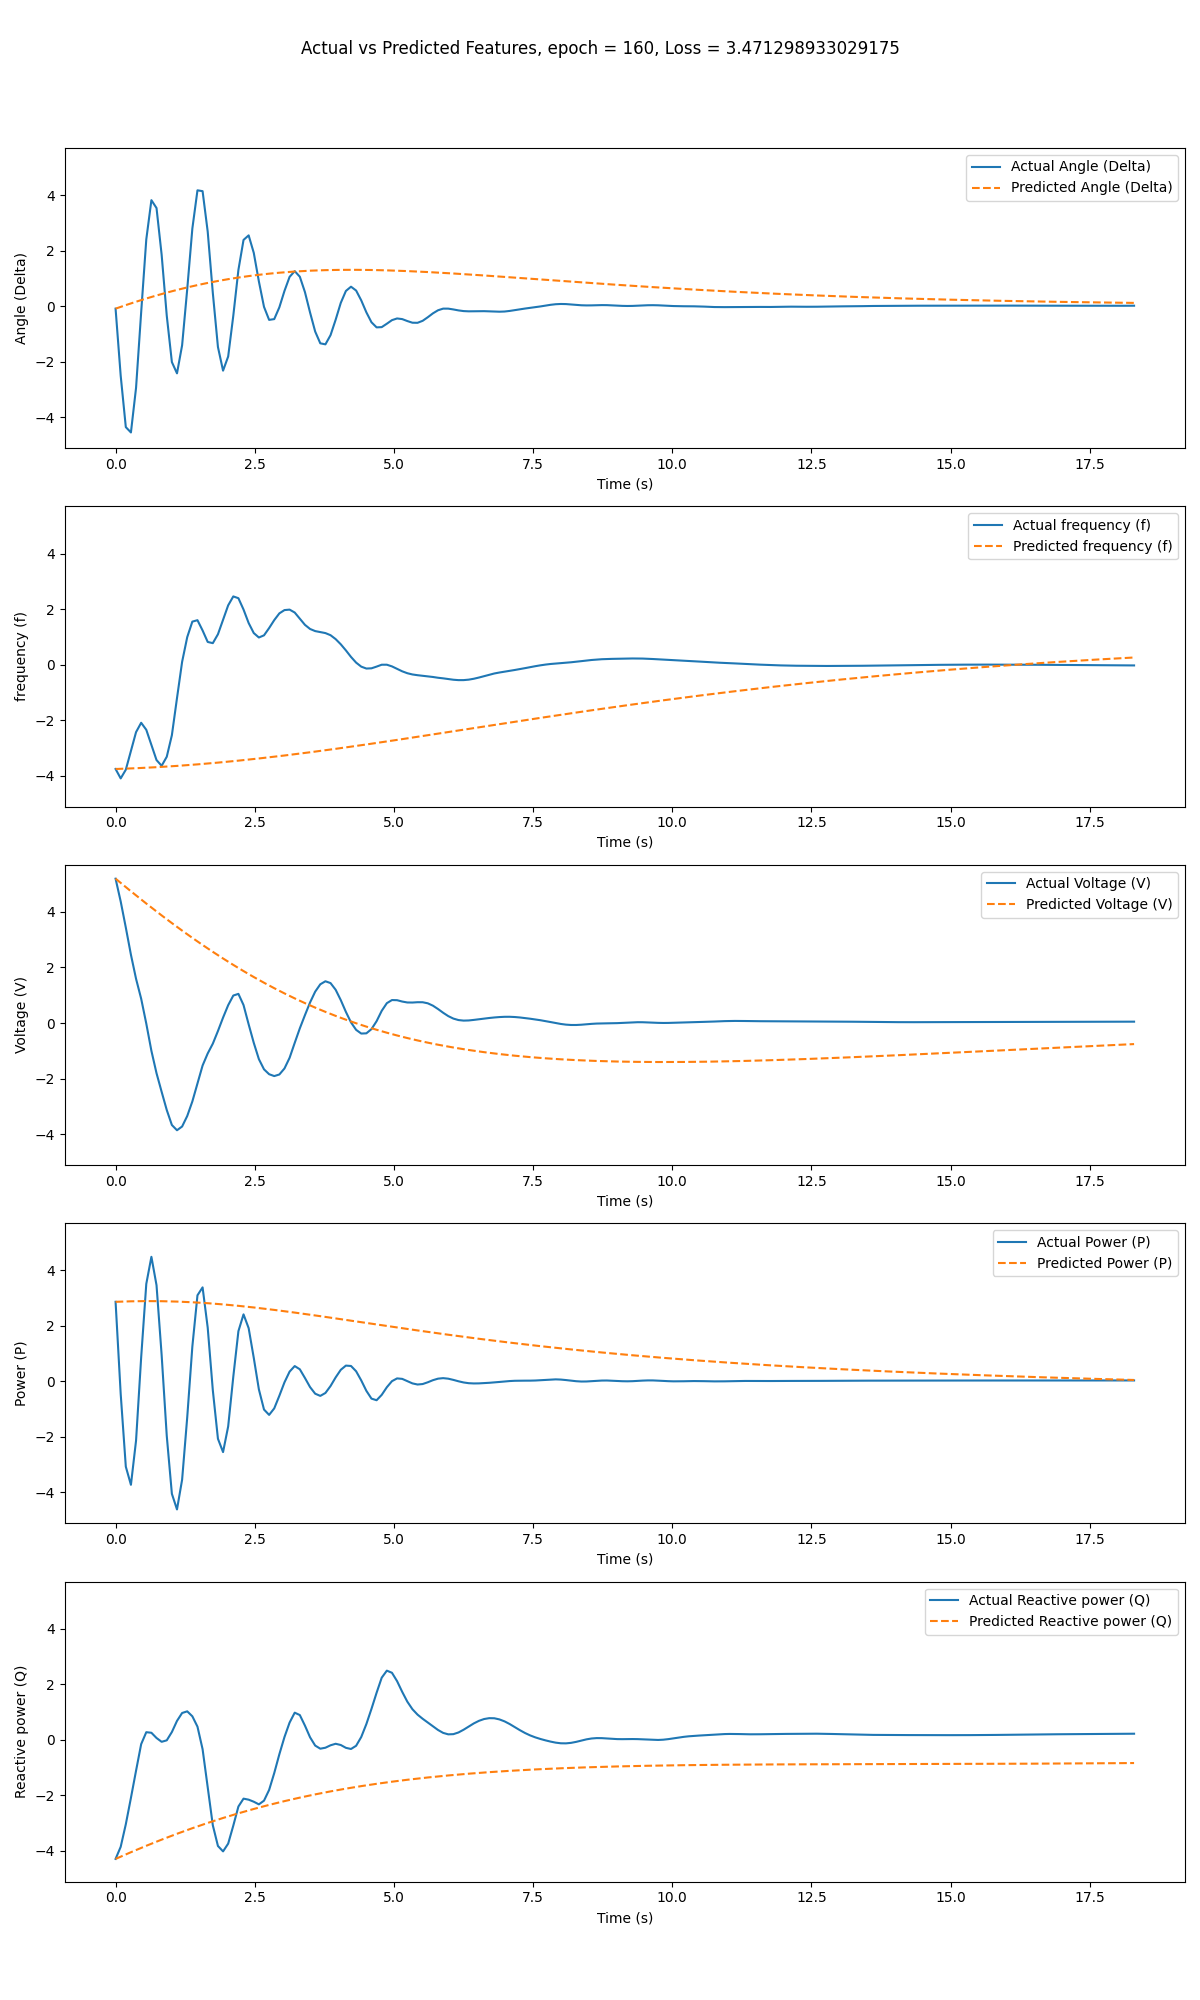 Actual vs Predicted Features, epoch = 160, Loss = 3.471298933029175
Actual Angle (Delta)
Predicted Angle (Delta)
Angle (Delta)
4
2
0
−2
−4
0.0 2.5 5.0 7.5 10.0 12.5 15.0 17.5
Time (s)
Actual frequency (f)
Predicted frequency (f)
frequency (f)
4
2
0
−2
−4
0.0 2.5 5.0 7.5 10.0 12.5 15.0 17.5
Time (s)
Actual Voltage (V)
Predicted Voltage (V)
Voltage (V)
4
2
0
−2
−4
0.0 2.5 5.0 7.5 10.0 12.5 15.0 17.5
Time (s)
Actual Power (P)
Predicted Power (P)
Power (P)
4
2
0
−2
−4
0.0 2.5 5.0 7.5 10.0 12.5 15.0 17.5
Time (s)
Actual Reactive power (Q)
Predicted Reactive power (Q)
Reactive power (Q)
4
2
0
−2
−4
0.0 2.5 5.0 7.5 10.0 12.5 15.0 17.5
Time (s)